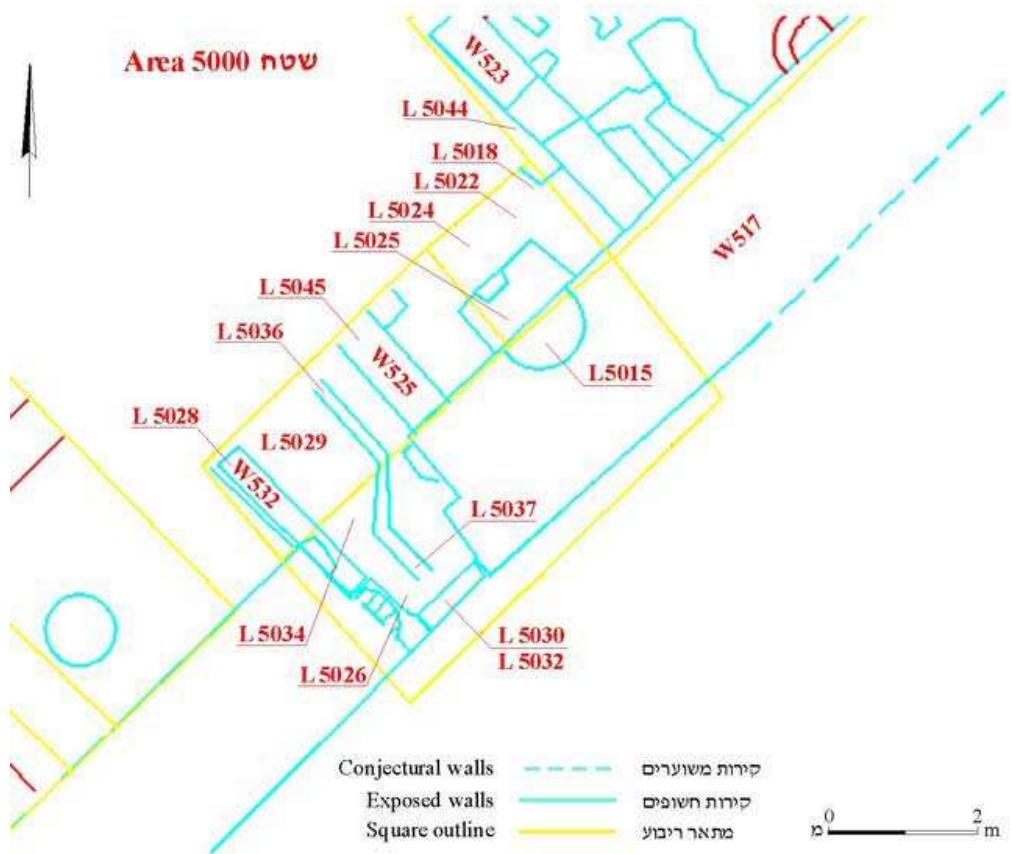 Area 5000 שטח
W523
L 5044
L 5018
L 5022
L 5024
L 5025
W517
L 5045
L 5036
W525
L5015
L 5028
L 5029
W532
L 5037
L 5034
L 5030
L 5032
L 5026
Conjectural walls קירות משוערים
Exposed walls קירות חשופים
Square outline מתאר ריבוע
0 2
מ m